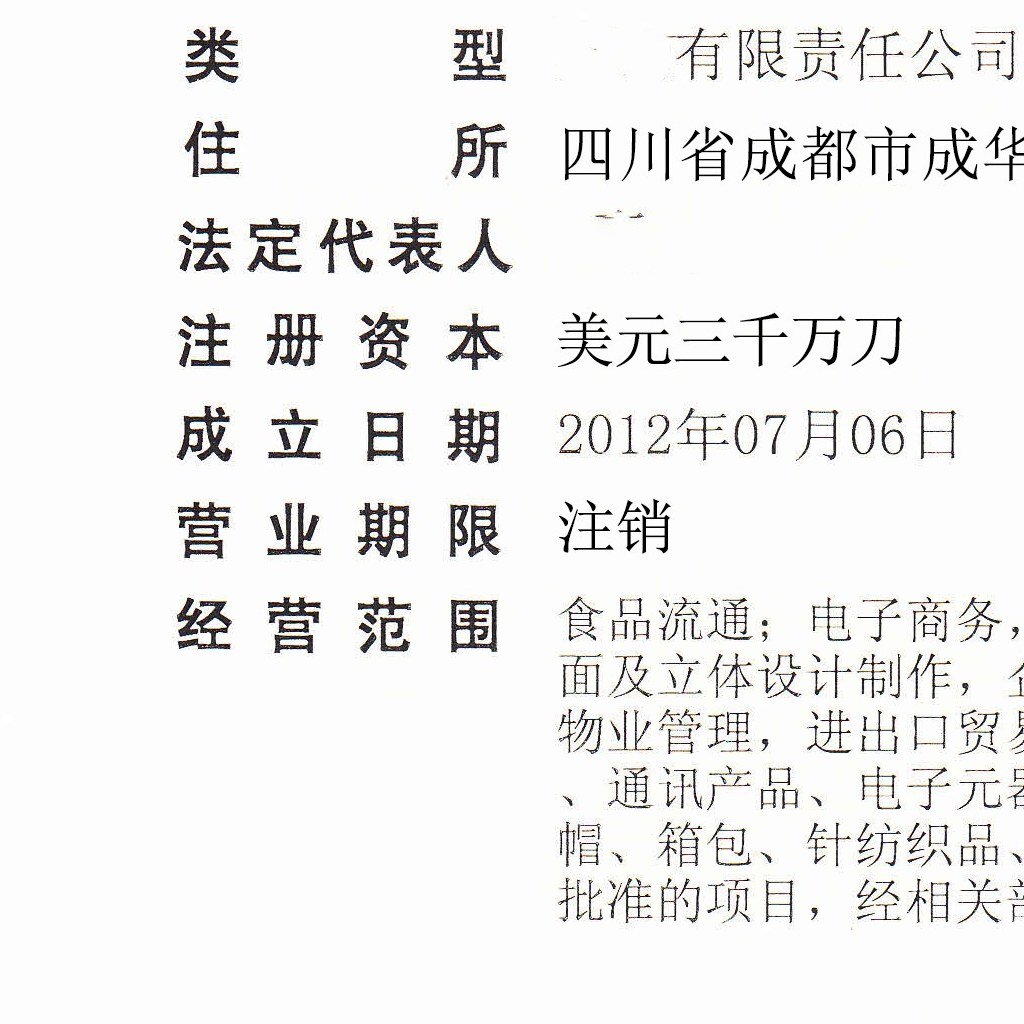 类型 有限责任公司
住所 四川省成都市成华
法定代表人
注册资本 美元三千万刀
成立日期 2012年07月06日
营业期限 注销
经营范围 食品流通；电子商务，
面及立体设计制作，企
物业管理，进出口贸易
、通讯产品、电子元器
帽、箱包、针纺织品、
批准的项目，经相关部